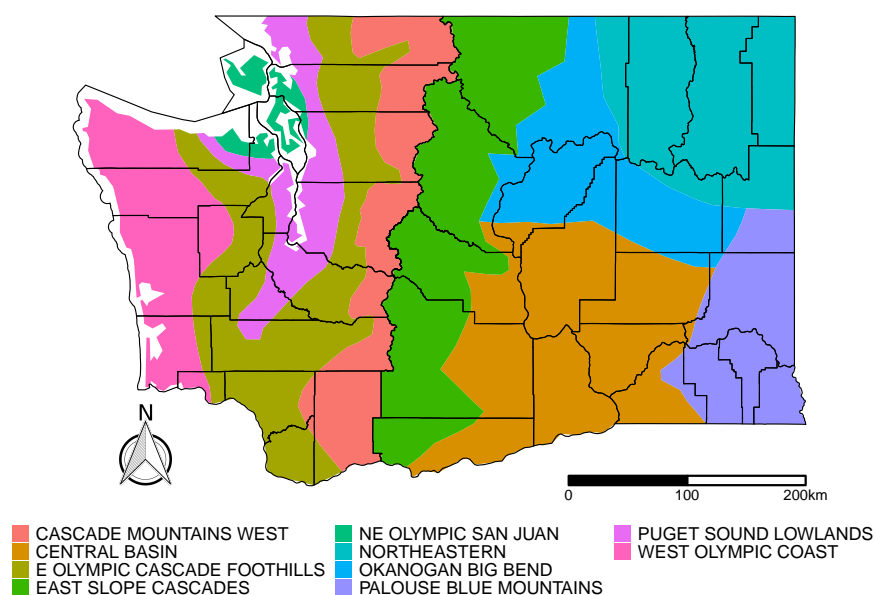 N
0 100 200km
CASCADE MOUNTAINS WEST
CENTRAL BASIN
E OLYMPIC CASCADE FOOTHILLS
EAST SLOPE CASCADES
NE OLYMPIC SAN JUAN
NORTHEASTERN
OKANOGAN BIG BEND
PALOUSE BLUE MOUNTAINS
PUGET SOUND LOWLANDS
WEST OLYMPIC COAST